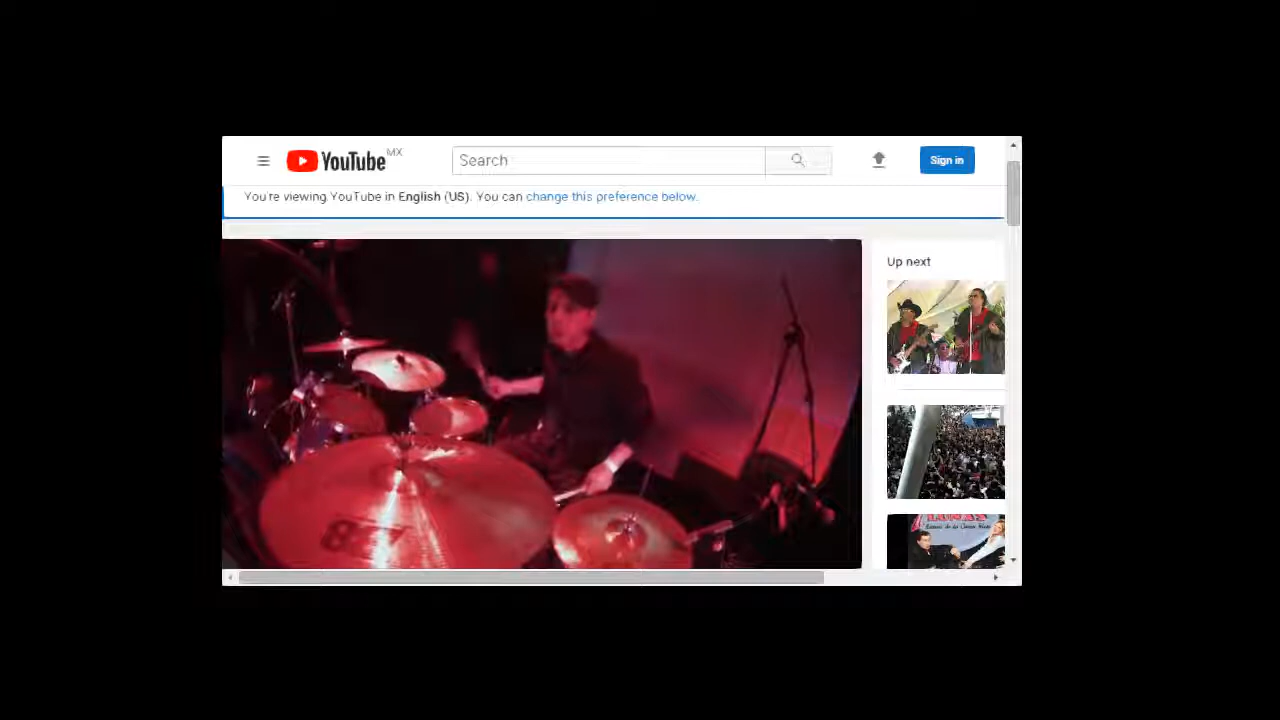 YouTube MX
Search
Sign in
You're viewing YouTube in English (US). You can change this preference below.
Up next